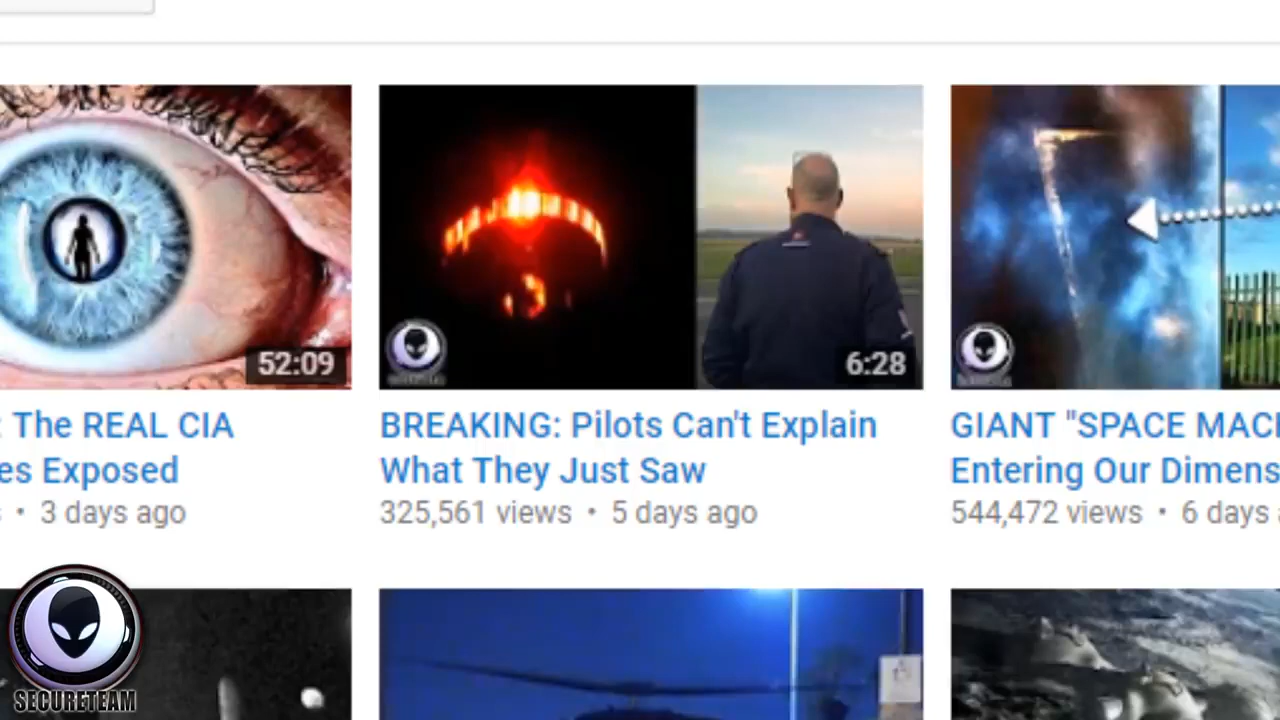 52:09
6:28
: The REAL CIA
es Exposed
• 3 days ago
BREAKING: Pilots Can't Explain
What They Just Saw
325,561 views • 5 days ago
GIANT "SPACE MAC
Entering Our Dimens
544,472 views • 6 days
SECURETEAM